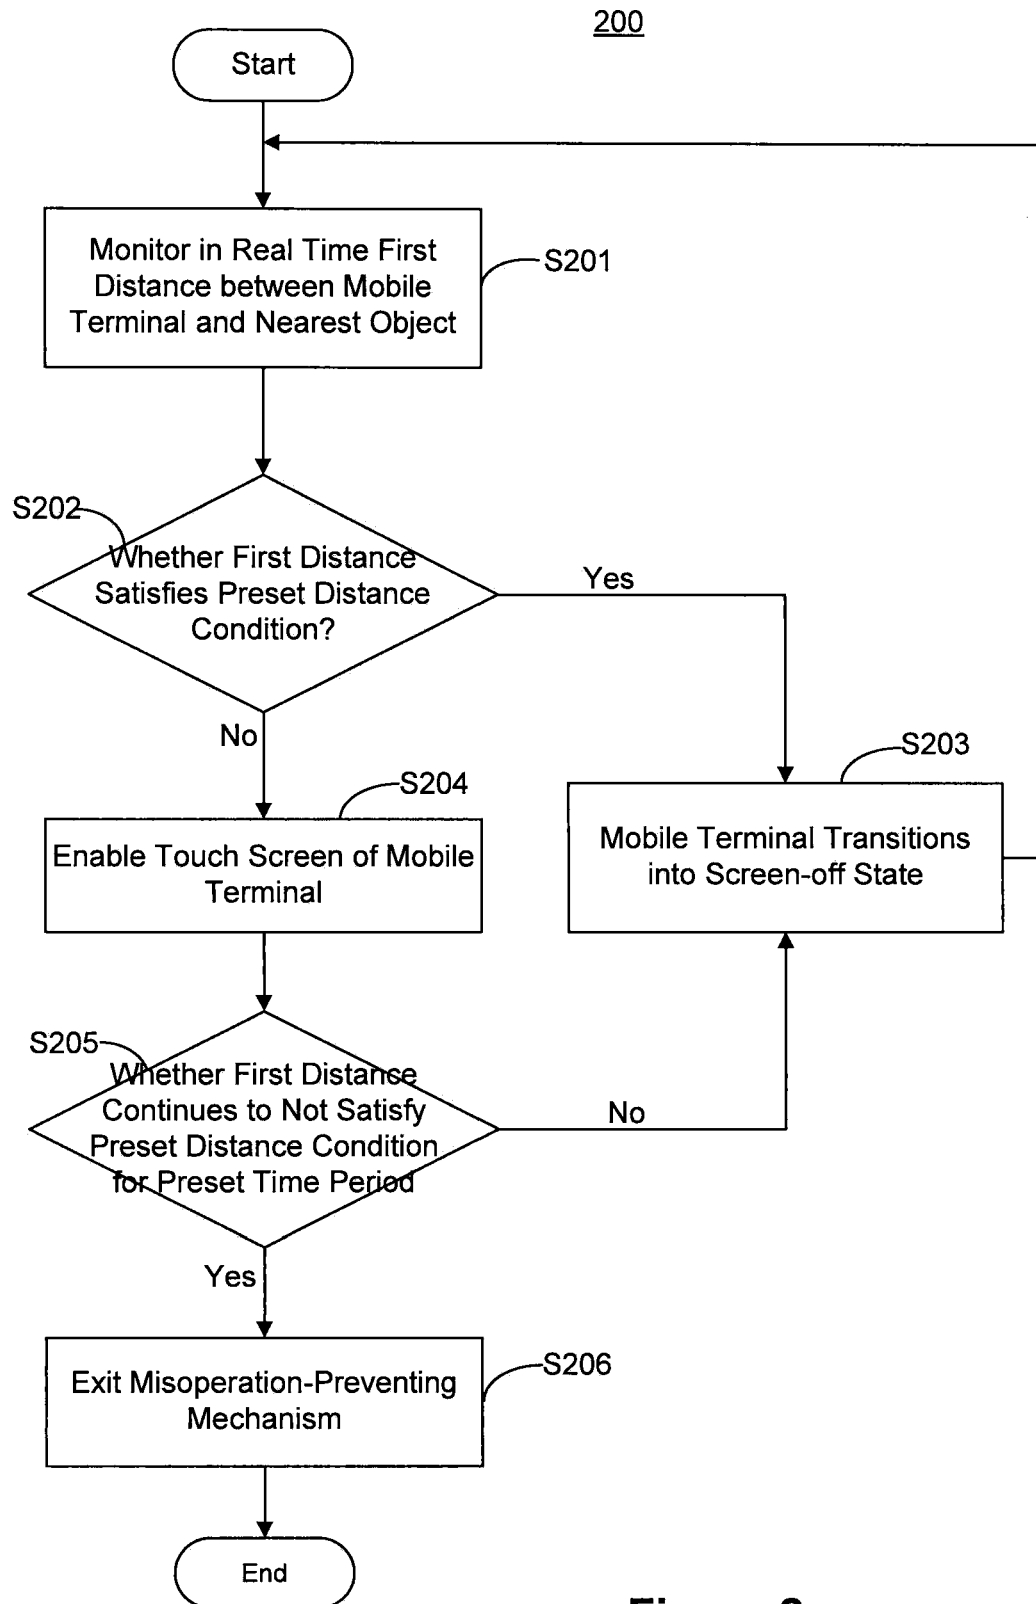 200
Start
Monitor in Real Time First
Distance between Mobile
Terminal and Nearest Object
S201
S202
Whether First Distance
Satisfies Preset Distance
Condition?
Yes
No
S203
Mobile Terminal Transitions
into Screen-off State
S204
Enable Touch Screen of Mobile
Terminal
S205
Whether First Distance
Continues to Not Satisfy
Preset Distance Condition
for Preset Time Period
No
Yes
S206
Exit Misoperation-Preventing
Mechanism
End